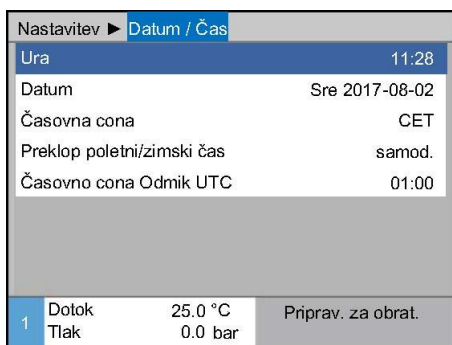 Nastavitev ► Datum / Čas
Ura 11:28
Datum Sre 2017-08-02
Časovna cona CET
Preklop poletni/zimski čas samod.
Časovno cona Odmik UTC 01:00
1 Dotok 25.0 °C Priprav. za obrat.
Tlak 0.0 bar